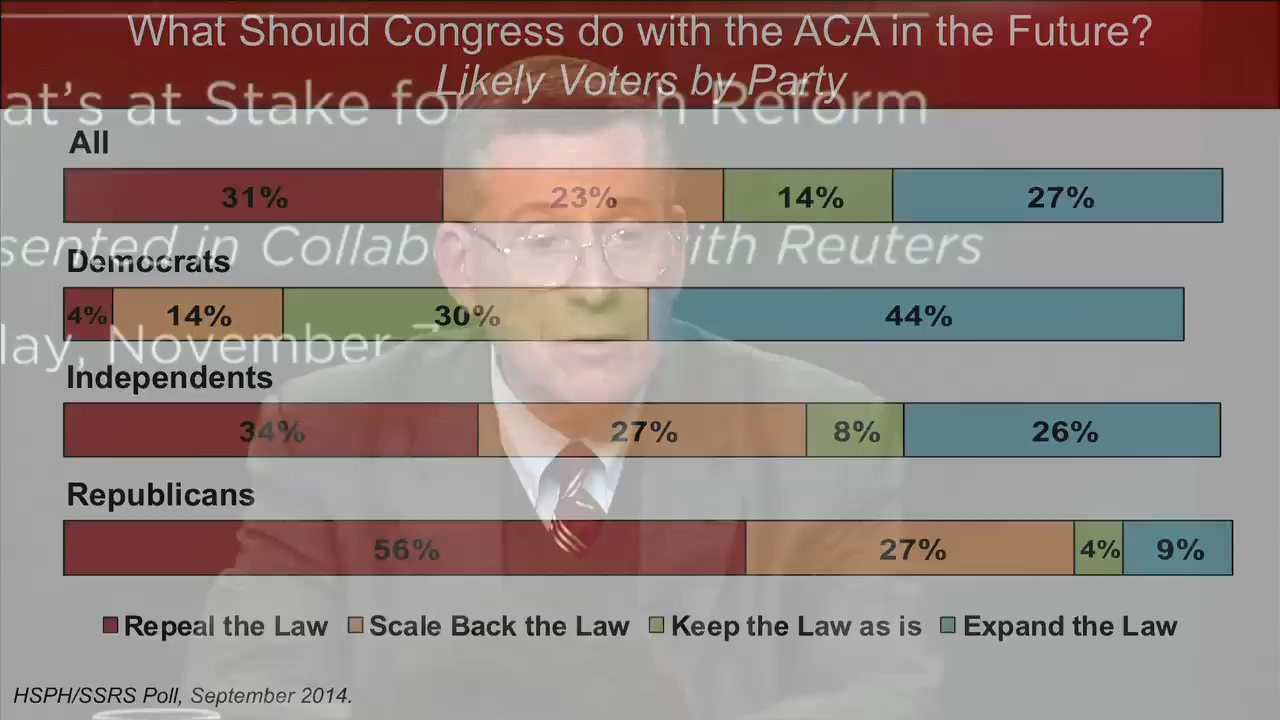 What Should Congress do with the ACA in the Future?
Likely Voters by Party
at's at Stake for Reform
All
31% 23% 14% 27%
sented in Collab ith Reuters
Democrats
4% 14% 30% 44%
November
Independents
34% 27% 8% 26%
Republicans
56% 27% 4% 9%
Repeal the Law Scale Back the Law Keep the Law as is Expand the Law
HSPH/SSRS Poll, September 2014.